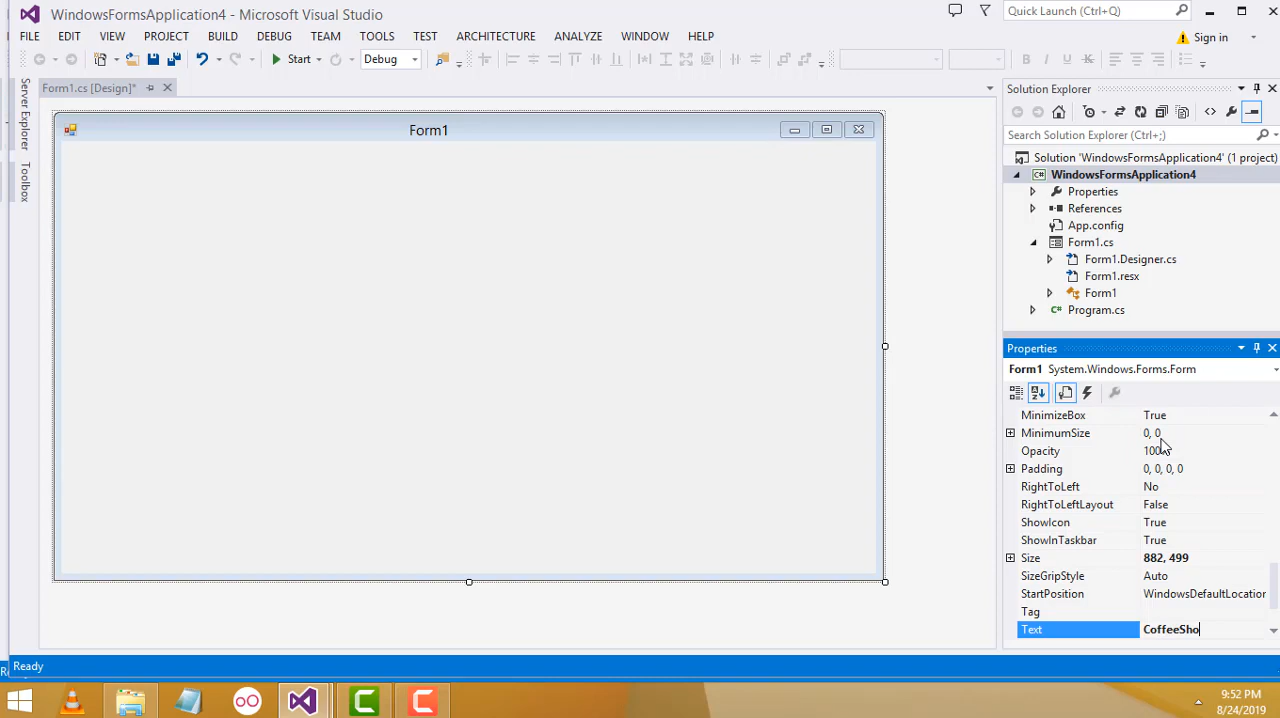 WindowsFormsApplication4 - Microsoft Visual Studio
Quick Launch (Ctrl+Q)
FILE EDIT VIEW PROJECT BUILD DEBUG TEAM TOOLS TEST ARCHITECTURE ANALYZE WINDOW HELP
Sign in
Start
Debug
Server Explorer
Toolbox
Form1.cs [Design]*
Form1
Solution Explorer
Search Solution Explorer (Ctrl+;)
Solution 'WindowsFormsApplication4' (1 project)
WindowsFormsApplication4
Properties
References
App.config
Form1.cs
Form1.Designer.cs
Form1.resx
Form1
Program.cs
Properties
Form1 System.Windows.Forms.Form
MinimizeBox True
MinimumSize 0, 0
Opacity
Padding 0, 0, 0, 0
RightToLeft No
RightToLeftLayout False
ShowIcon True
ShowInTaskbar True
Size 882, 499
SizeGripStyle Auto
StartPosition WindowsDefaultLocation
Tag
Text CoffeeSho
Ready
9:52 PM
8/24/2019